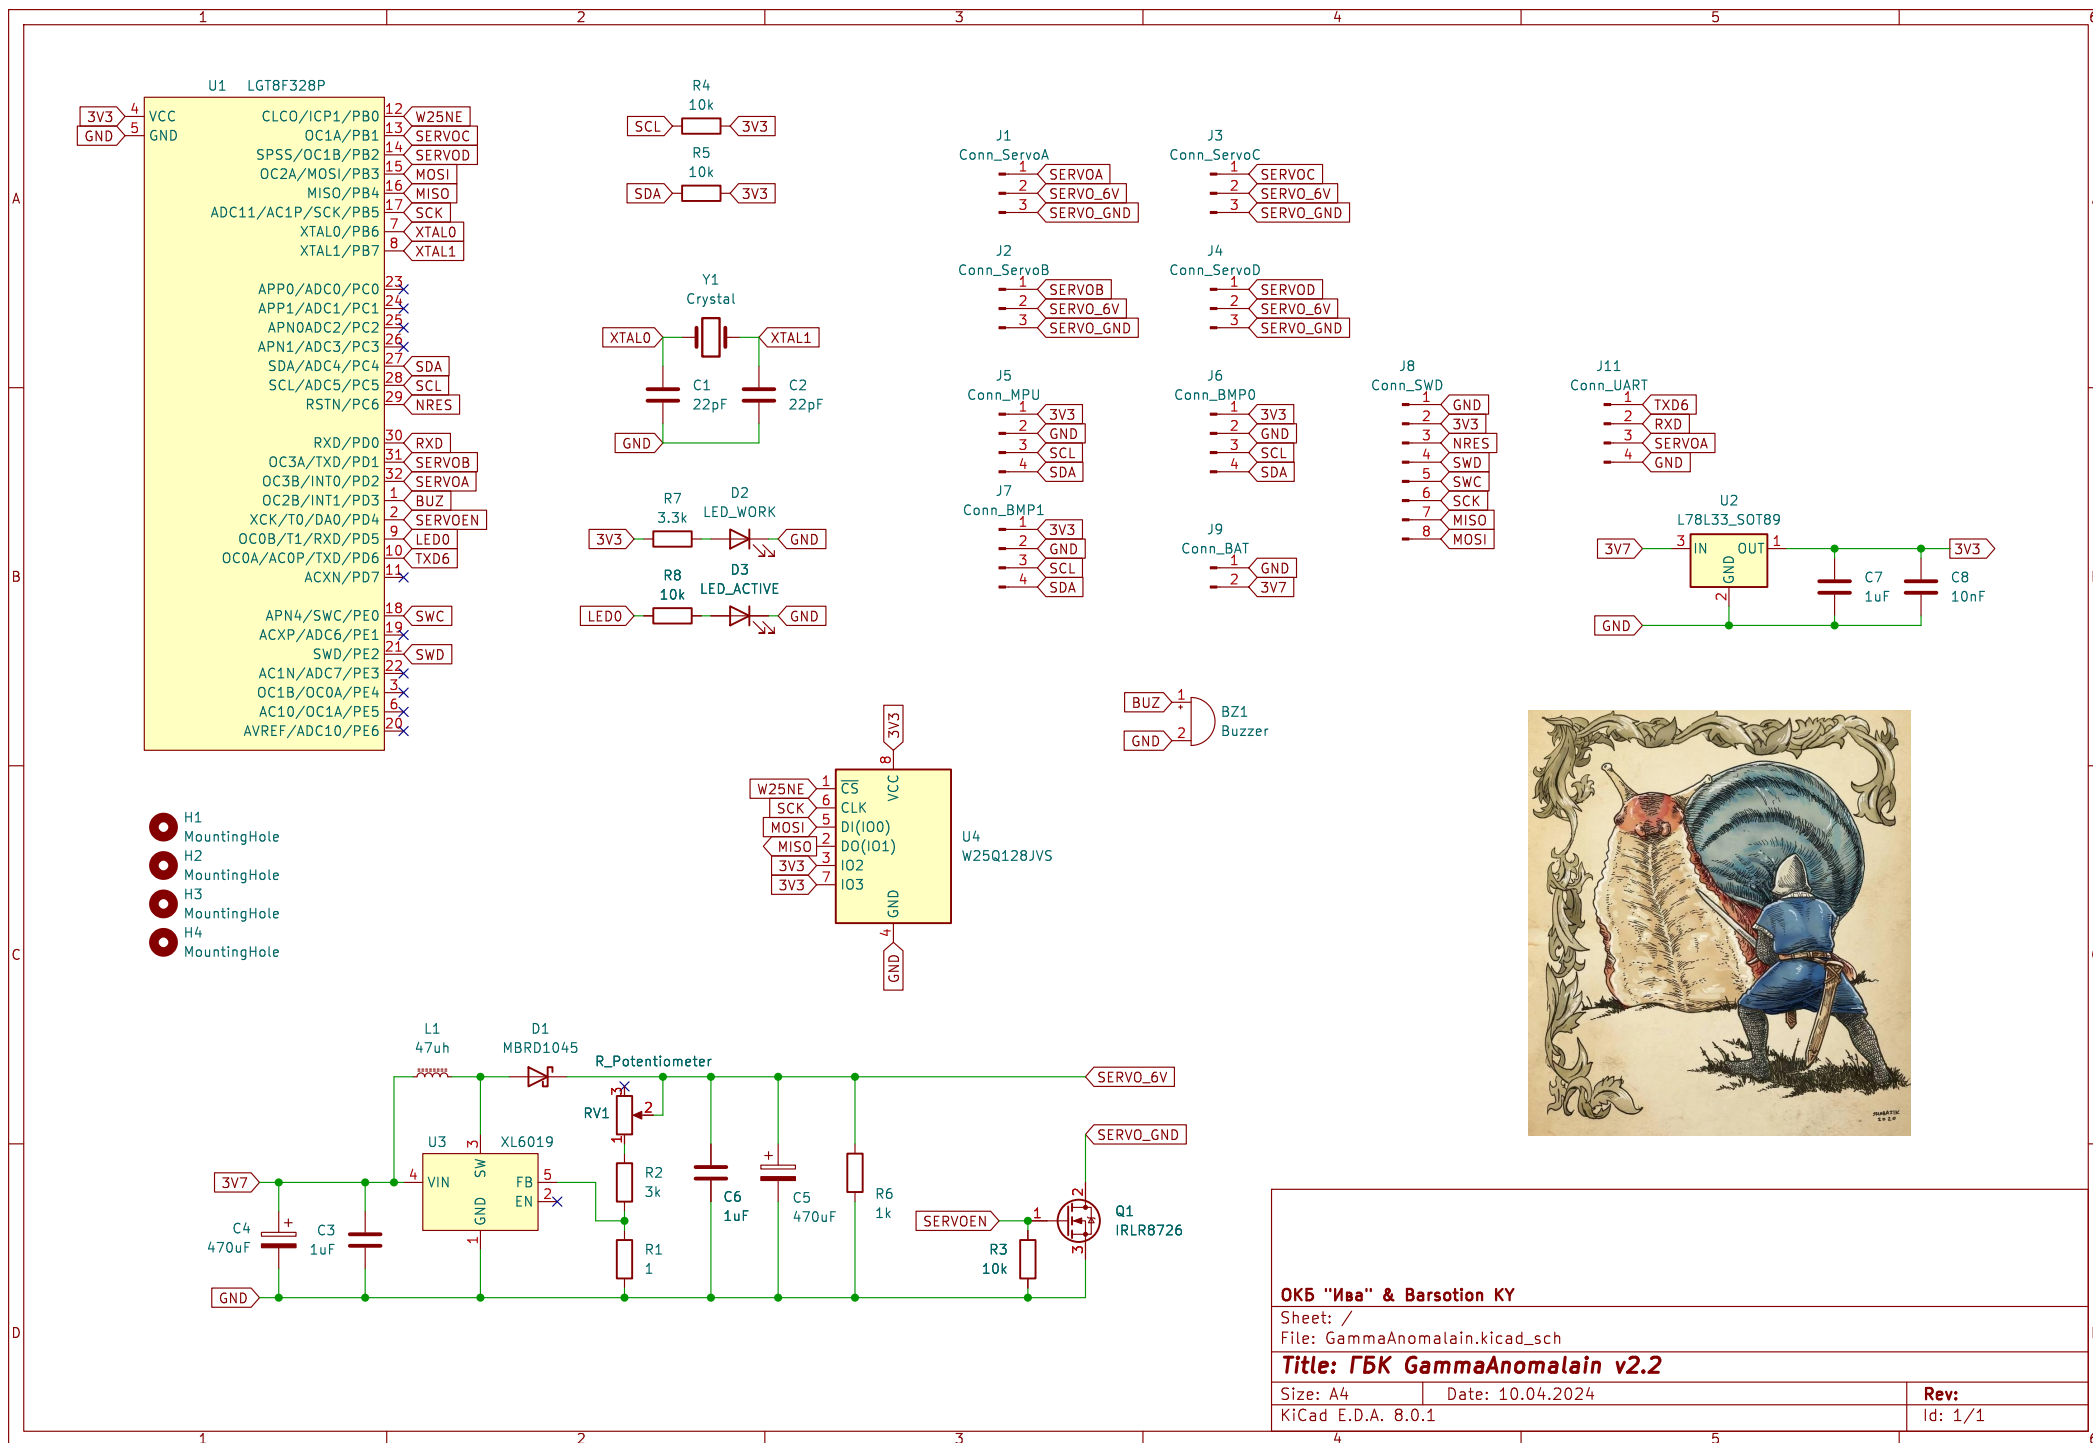 1 2 3 4 5 6
A
B
C
D
U1 LGT8F328P
3V3 4 VCC
GND 5 GND
CLCO/ICP1/PB0 12 W25NE
OC1A/PB1 13 SERVOC
SPSS/OC1B/PB2 14 SERVOD
OC2A/MOSI/PB3 15 MOSI
MISO/PB4 16 MISO
ADC11/AC1P/SCK/PB5 17 SCK
XTAL0/PB6 7 XTAL0
XTAL1/PB7 8 XTAL1
APP0/ADC0/PC0 23
APP1/ADC1/PC1 24
APN0ADC2/PC2 25
APN1/ADC3/PC3 26
SDA/ADC4/PC4 27 SDA
SCL/ADC5/PC5 28 SCL
RSTN/PC6 29 NRES
RXD/PD0 30 RXD
OC3A/TXD/PD1 31 SERVOB
OC3B/INT0/PD2 32 SERVOA
OC2B/INT1/PD3 1 BUZ
XCK/T0/DA0/PD4 2 SERVOEN
OC0B/T1/RXD/PD5 9 LED0
OC0A/AC0P/TXD/PD6 10 TXD6
ACXN/PD7 11
APN4/SWC/PE0 18 SWC
ACXP/ADC6/PE1 19
SWD/PE2 21 SWD
AC1N/ADC7/PE3 22
OC1B/OC0A/PE4 3
AC10/OC1A/PE5 6
AVREF/ADC10/PE6 20
R4
10k
SCL 3V3
R5
10k
SDA 3V3
Y1
Crystal
XTAL0 XTAL1
C1
22pF
C2
22pF
GND
R7
3.3k
D2
LED_WORK
3V3 GND
R8
10k
D3
LED_ACTIVE
LED0 GND
J1
Conn_ServoA
1 SERVOA
2 SERVO_6V
3 SERVO_GND
J3
Conn_ServoC
1 SERVOC
2 SERVO_6V
3 SERVO_GND
J2
Conn_ServoB
1 SERVOB
2 SERVO_6V
3 SERVO_GND
J4
Conn_ServoD
1 SERVOD
2 SERVO_6V
3 SERVO_GND
J5
Conn_MPU
1 3V3
2 GND
3 SCL
4 SDA
J6
Conn_BMP0
1 3V3
2 GND
3 SCL
4 SDA
J7
Conn_BMP1
1 3V3
2 GND
3 SCL
4 SDA
J9
Conn_BAT
1 GND
2 3V7
J8
Conn_SWD
1 GND
2 3V3
3 NRES
4 SWD
5 SWC
6 SCK
7 MISO
8 MOSI
J11
Conn_UART
1 TXD6
2 RXD
3 SERVOA
4 GND
U2
L78L33_SOT89
3V7 3 IN OUT 1 3V3
GND
2
GND
C7
1uF
C8
10nF
BUZ 1
+
GND 2
BZ1
Buzzer
3V3
8
VCC
W25NE 1 CS
SCK 6 CLK
MOSI 5 DI(IO0)
MISO 2 DO(IO1)
3V3 3 IO2
3V3 7 IO3
GND
4
GND
U4
W25Q128JVS
H1
MountingHole
H2
MountingHole
H3
MountingHole
H4
MountingHole
L1
47uh
D1
MBRD1045
R_Potentiometer
SERVO_6V
RV1
3
2
1
SERVO_GND
U3 XL6019
3
SW
3V7 4 VIN
FB 5
EN 2
GND
1
C4
470uF
+
C3
1uF
GND
R2
3k
R1
1
C6
1uF
+
C5
470uF
R6
1k
SERVOEN 1
2
3
R3
10k
Q1
IRLR8726
2020
ОКБ "Ива" & Barsotion KY
Sheet: /
File: GammaAnomalain.kicad_sch
Title: ГБК GammaAnomalain v2.2
Size: A4 Date: 10.04.2024 Rev:
KiCad E.D.A. 8.0.1 Id: 1/1
1 2 3 4 5 6